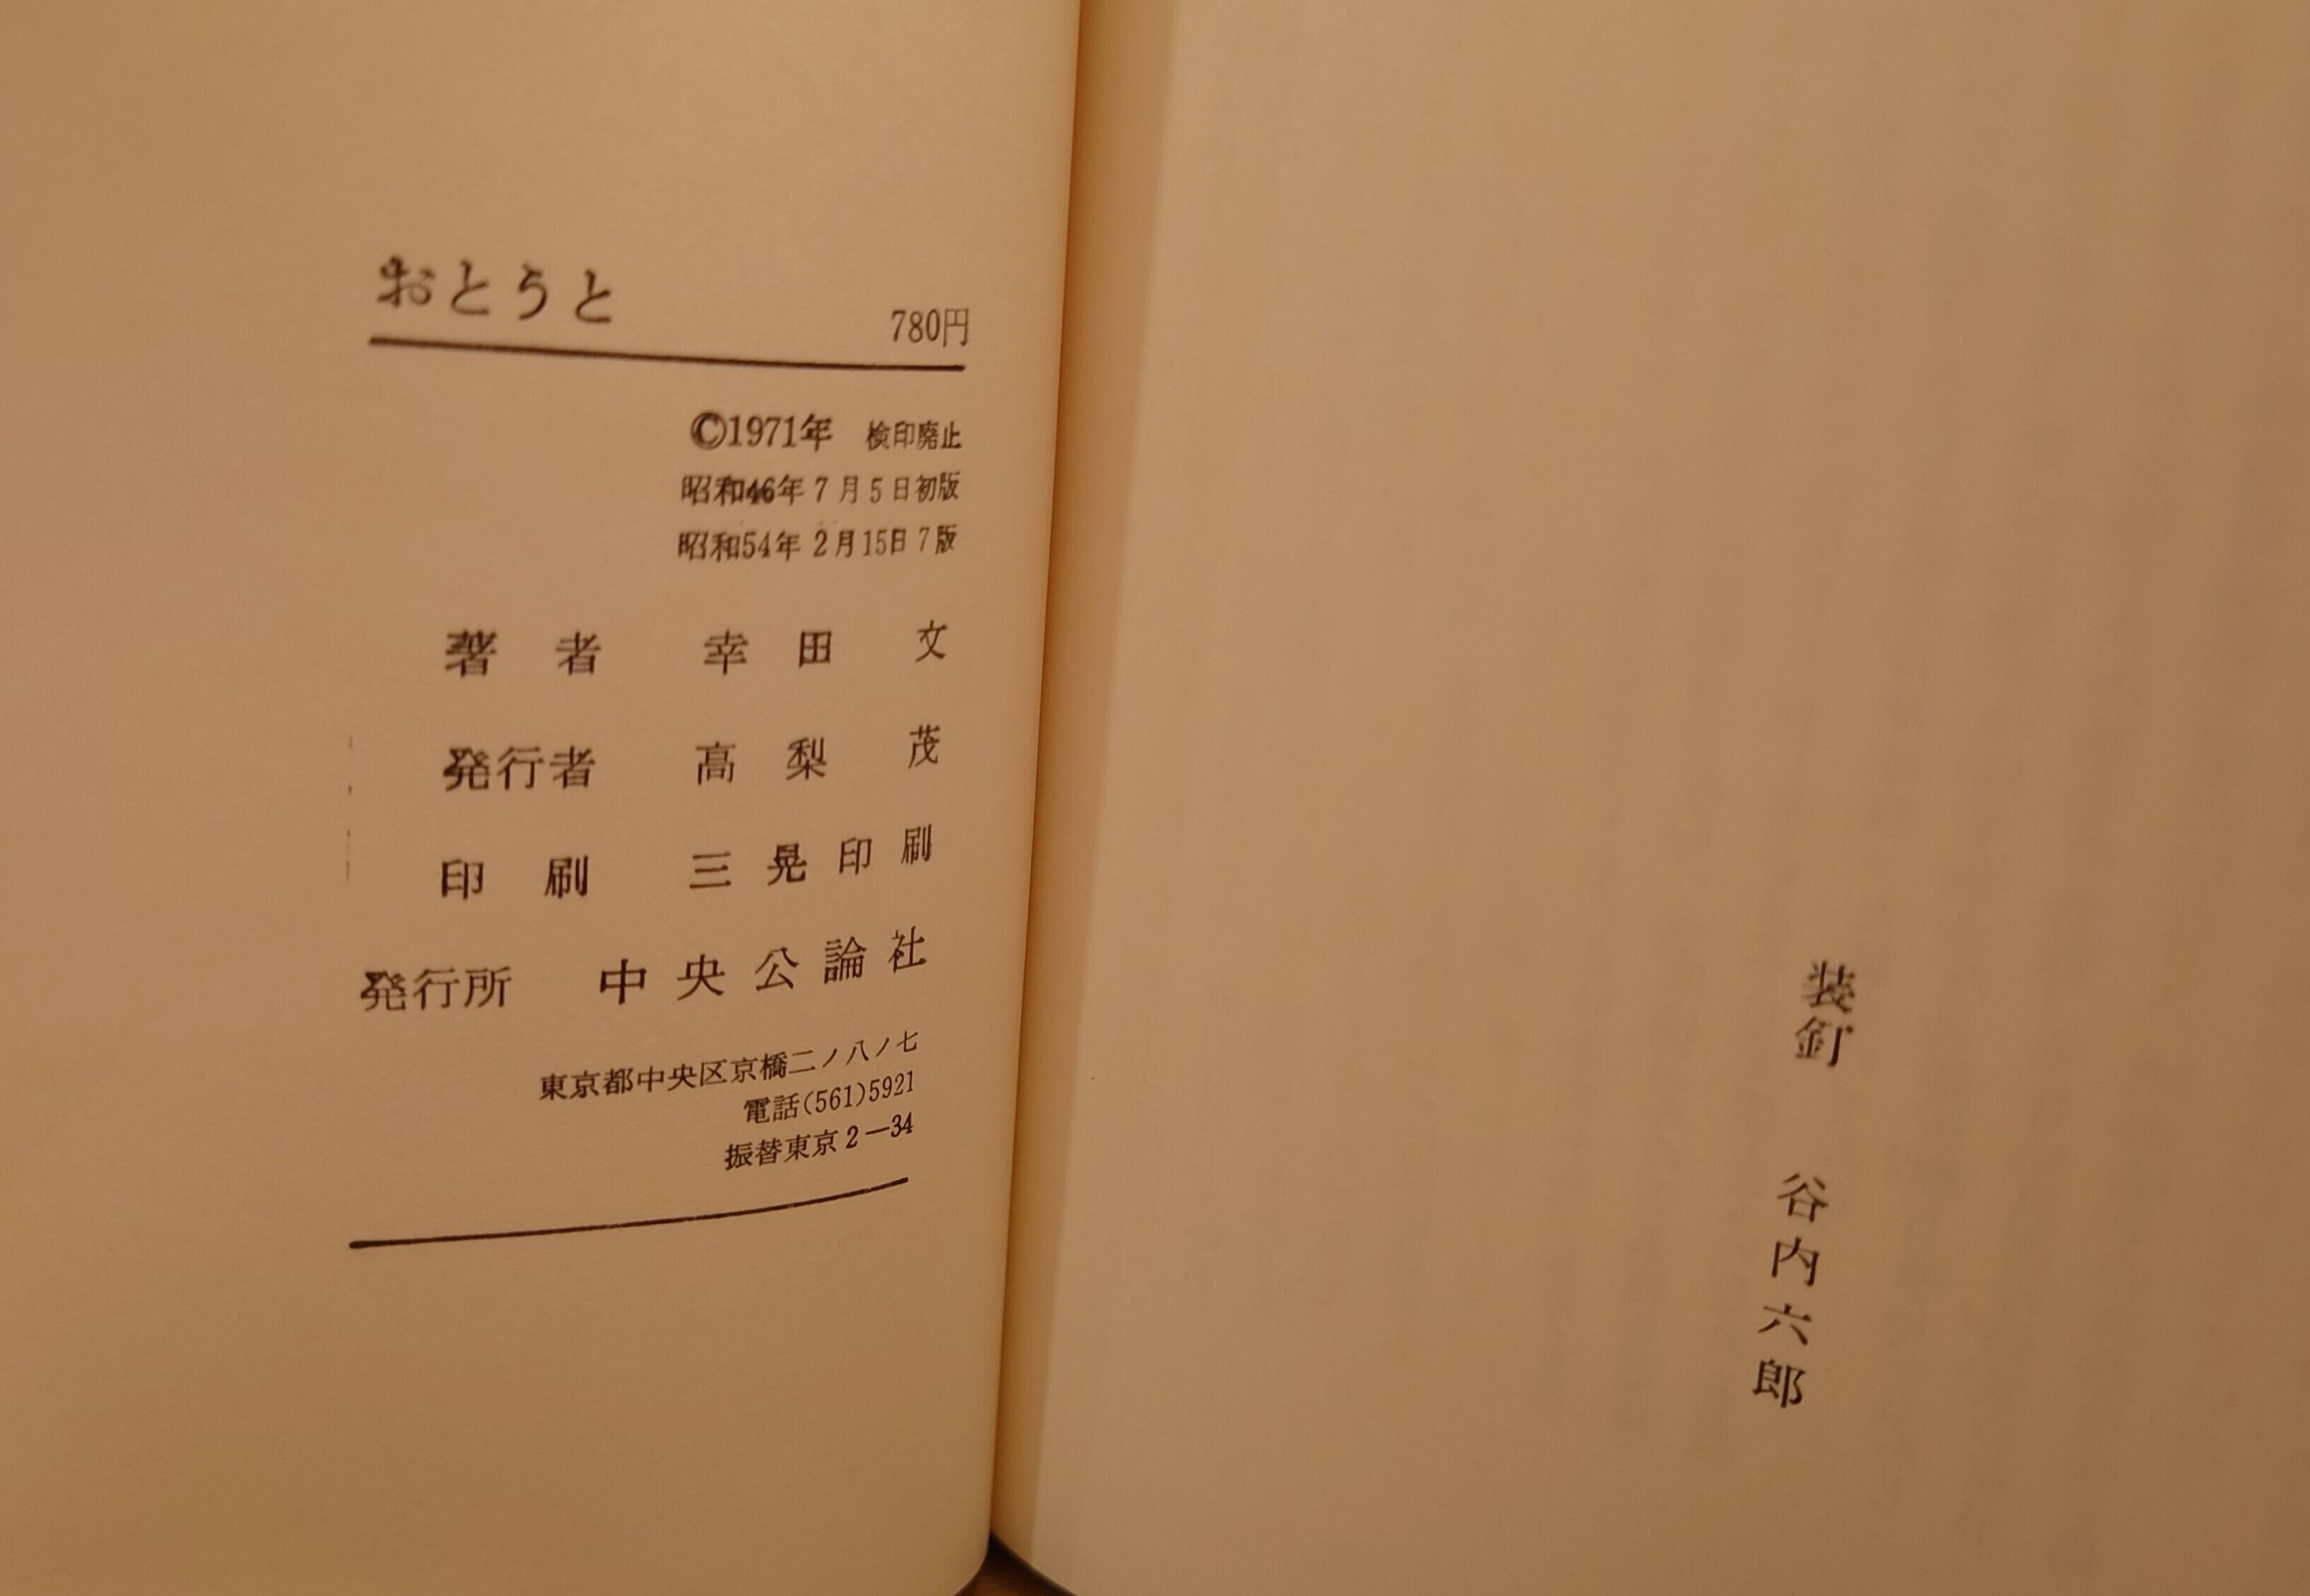 おとうと
780円
©1971年 検印廃止
昭和46年7月5日初版
昭和54年2月15日7版
著者 幸田文
発行者 高梨茂
印刷 三晃印刷
発行所 中央公論社
東京都中央区京橋二ノ八ノ七
電話(561)5921
振替東京2—34
装釘 谷内六郎